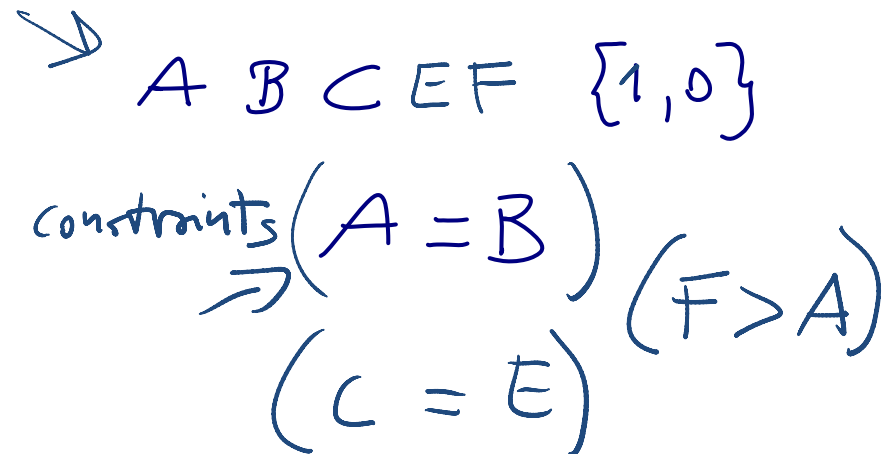 A B C E F {1,0}
constraints (A = B)
(F > A)
(C = E)